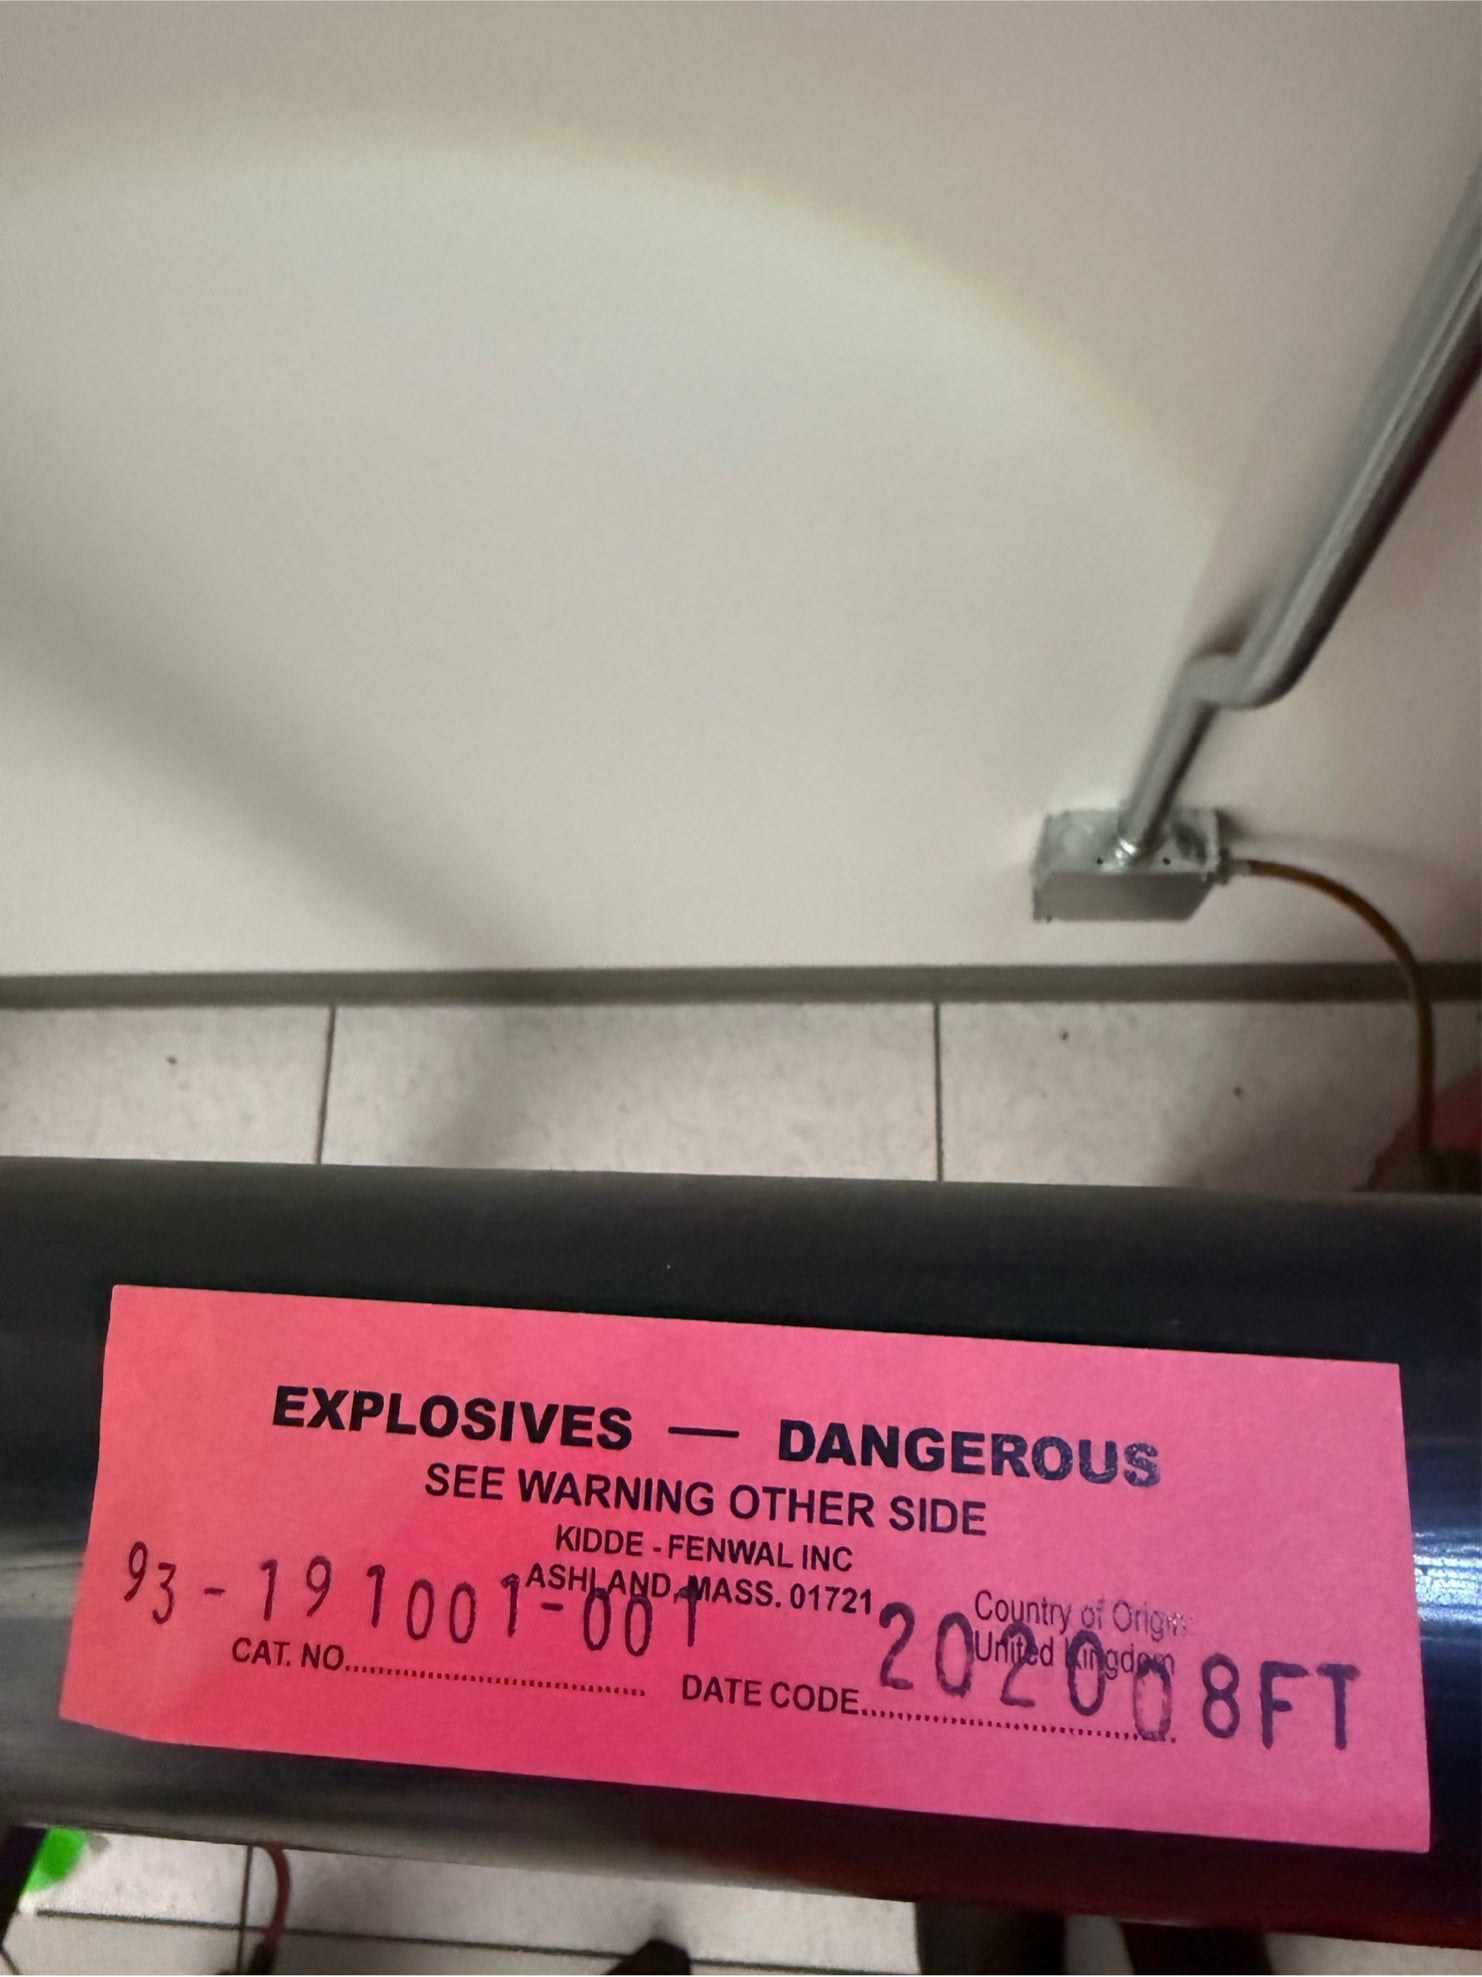 EXPLOSIVES — DANGEROUS
SEE WARNING OTHER SIDE
KIDDE - FENWAL INC
ASHLAND, MASS. 01721
93-191001-001
CAT. NO.
Country of Origin:
United Kingdom
DATE CODE
202008FT